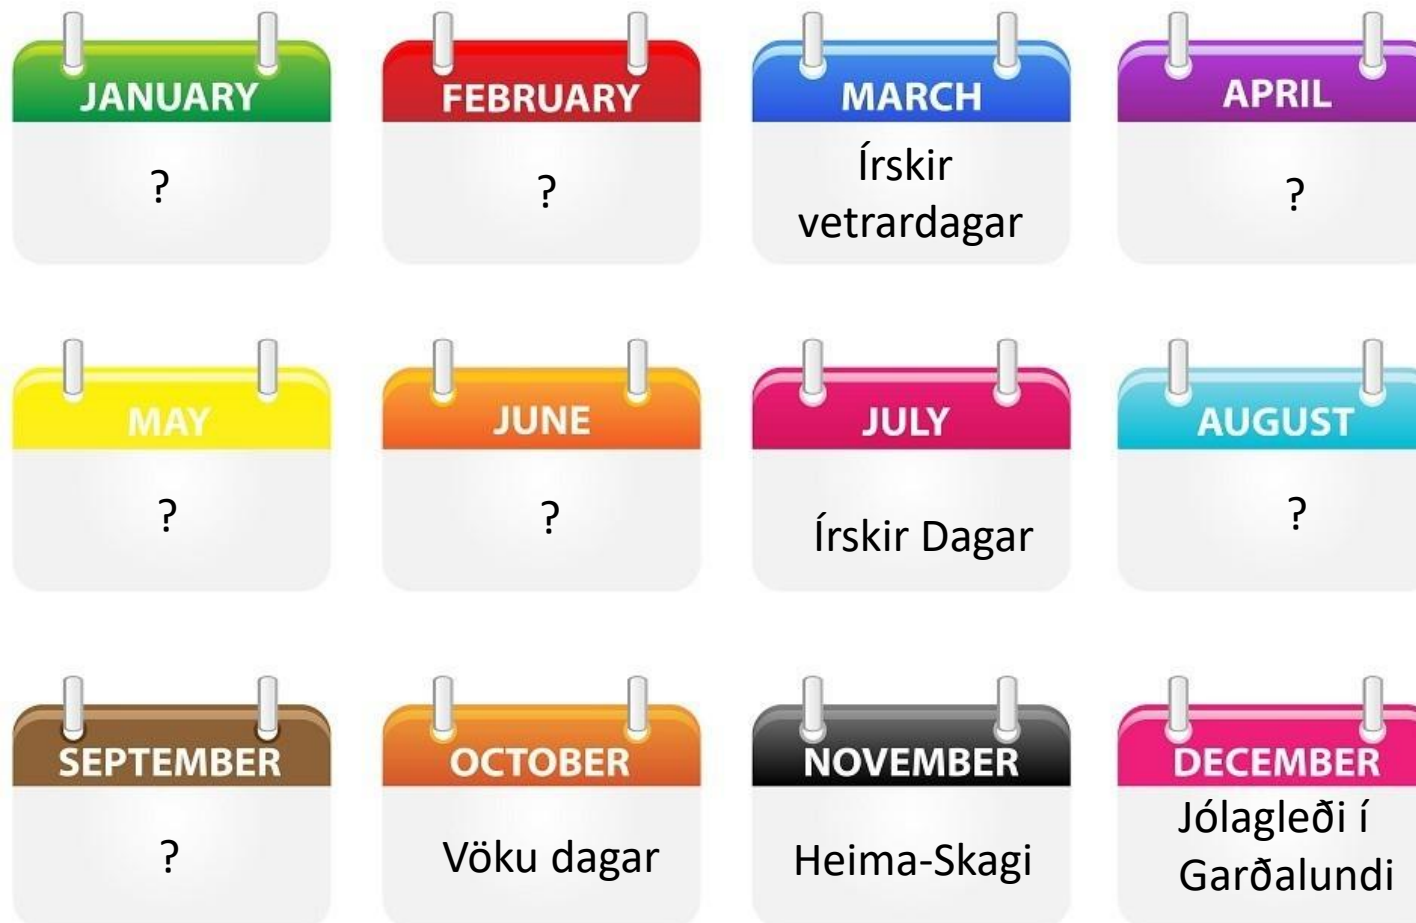 JANUARY
?
FEBRUARY
?
MARCH
Írskir
vetrardagar
APRIL
?
MAY
?
JUNE
?
JULY
Írskir Dagar
AUGUST
?
SEPTEMBER
?
OCTOBER
Vöku dagar
NOVEMBER
Heima-Skagi
DECEMBER
Jólagleði í
Garðalundi